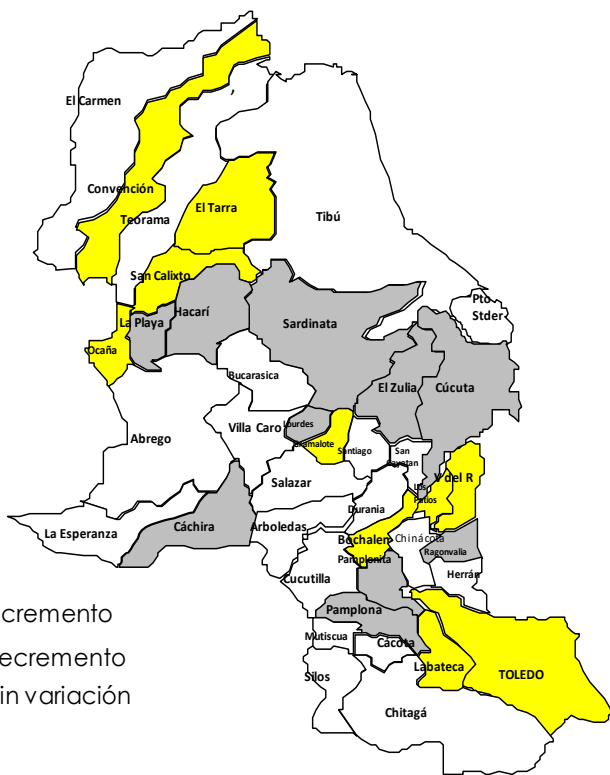 El Carmen
,
Convención
Teorama
El Tarra
Tibú
San Calixto
Pto
Stder
La Playa
Hacarí
Sardinata
Ocaña
Bucarasica
El Zulia
Cúcuta
Abrego
Villa Caro
Lourdes
Gramalote
Santiago
San
Cayetan
V del R
Los
Patios
Salazar
Durania
La Esperanza
Cáchira
Arboledas
Bochalen
Chinácota
Ragonvalia
Pamplonita
Herrán
Cucutilla
Pamplona
Mutiscua
Cácota
Silos
Labateca
TOLEDO
Chitagá
cremento
ecremento
in variación